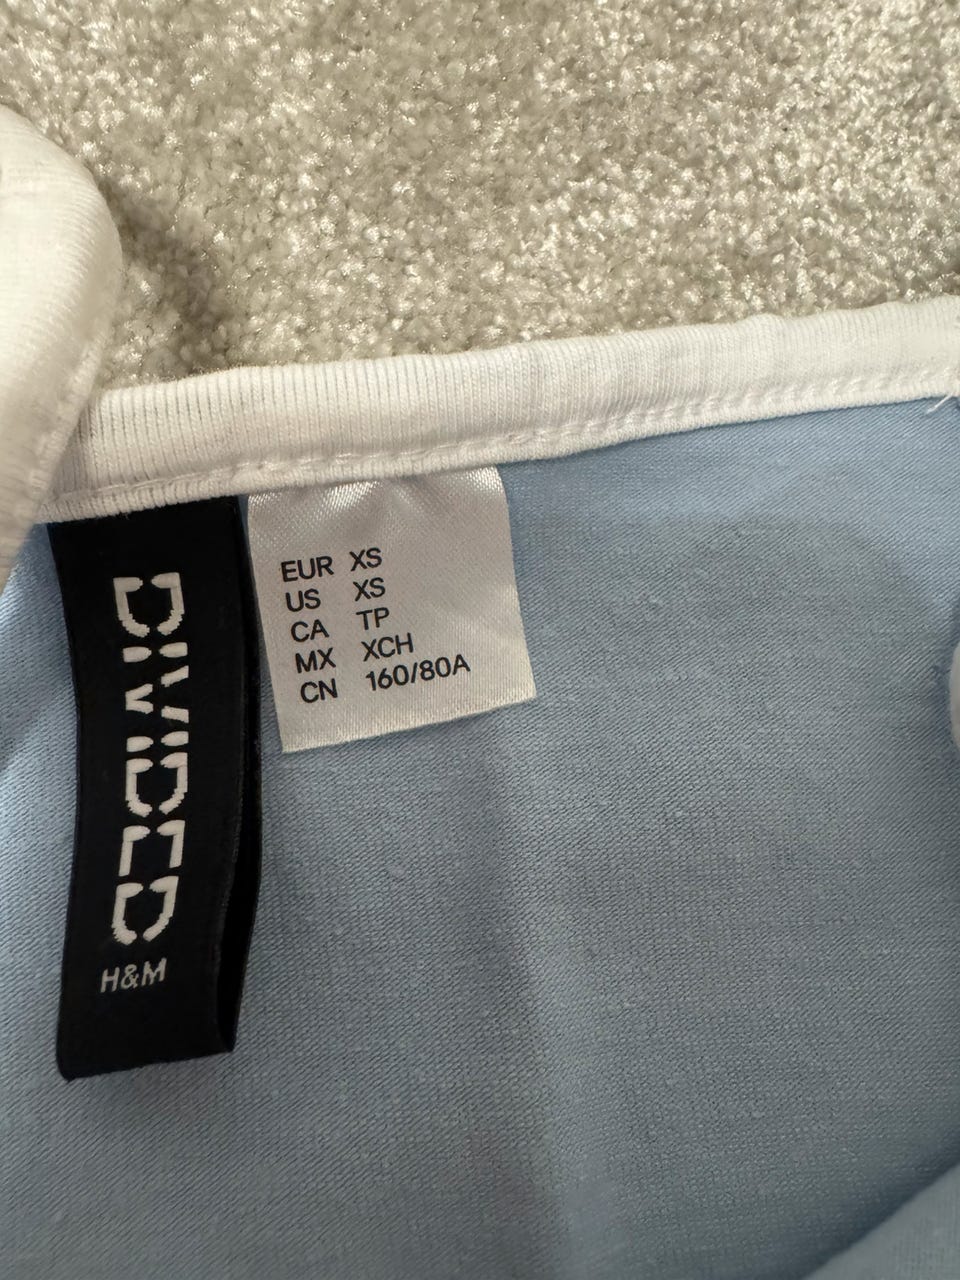 DIVIDED
H&M
EUR XS
US XS
CA TP
MX XCH
CN 160/80A